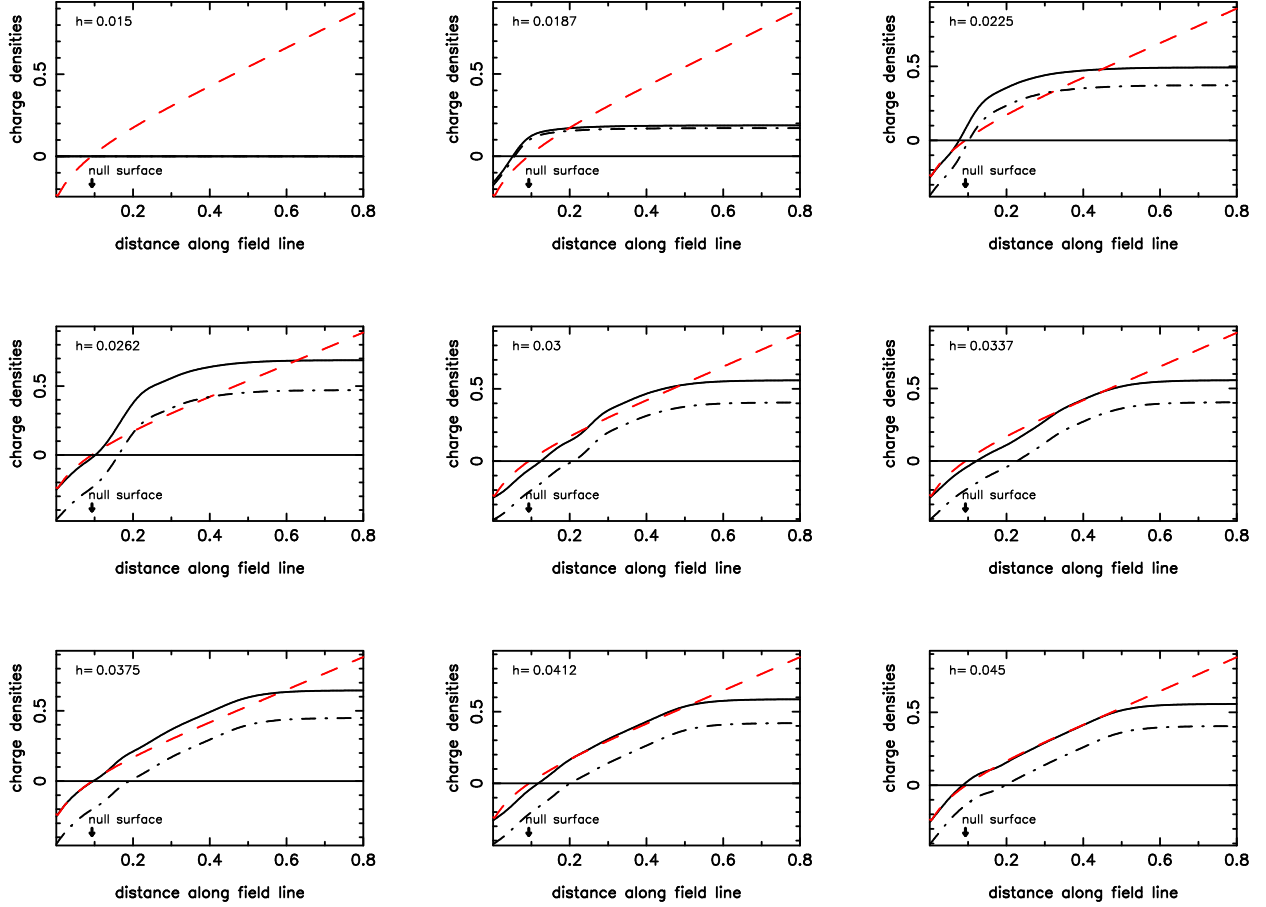 h= 0.015
charge densities
0.5
0
null surface
0.2 0.4 0.6 0.8
distance along field line
h= 0.0187
charge densities
0.5
0
null surface
0.2 0.4 0.6 0.8
distance along field line
h= 0.0225
charge densities
0.5
0
null surface
0.2 0.4 0.6 0.8
distance along field line
h= 0.0262
charge densities
0.5
0
null surface
0.2 0.4 0.6 0.8
distance along field line
h= 0.03
charge densities
0.5
0
null surface
0.2 0.4 0.6 0.8
distance along field line
h= 0.0337
charge densities
0.5
0
null surface
0.2 0.4 0.6 0.8
distance along field line
h= 0.0375
charge densities
0.5
0
null surface
0.2 0.4 0.6 0.8
distance along field line
h= 0.0412
charge densities
0.5
0
null surface
0.2 0.4 0.6 0.8
distance along field line
h= 0.045
charge densities
0.5
0
null surface
0.2 0.4 0.6 0.8
distance along field line